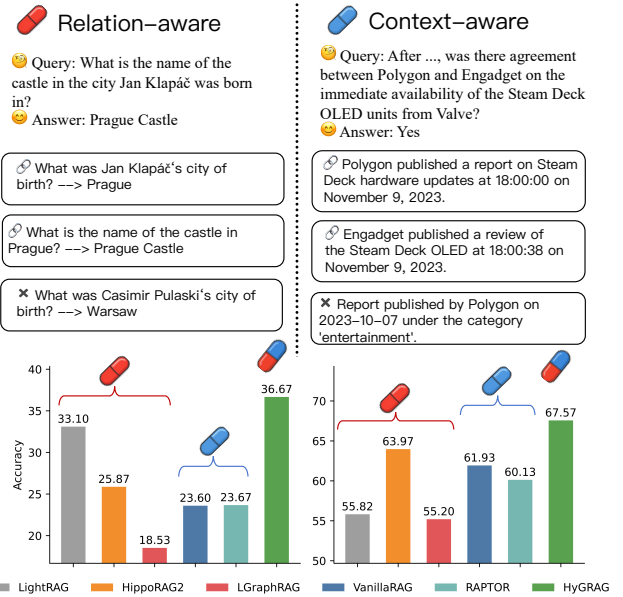 Relation-aware
Query: What is the name of the
castle in the city Jan Klapáč was born
in?
Answer: Prague Castle
What was Jan Klapáč‘s city of
birth? --> Prague
What is the name of the castle in
Prague? --> Prague Castle
What was Casimir Pulaski‘s city of
birth? --> Warsaw
Context-aware
Query: After ..., was there agreement
between Polygon and Engadget on the
immediate availability of the Steam Deck
OLED units from Valve?
Answer: Yes
Polygon published a report on Steam
Deck hardware updates at 18:00:00 on
November 9, 2023.
Engadget published a review of
the Steam Deck OLED at 18:00:38 on
November 9, 2023.
Report published by Polygon on
2023-10-07 under the category
'entertainment'.
Accuracy
40
35
30
25
20
33.10
25.87
18.53
23.60
23.67
36.67
70
65
60
55
50
55.82
63.97
55.20
61.93
60.13
67.57
LightRAG
HippoRAG2
LGraphRAG
VanillaRAG
RAPTOR
HyGRAG